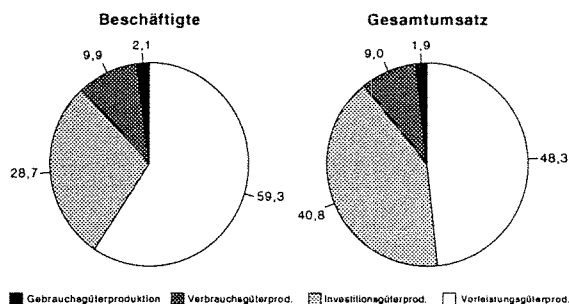 Beschäftigte
Gesamtumsatz
2,1
9,9
28,7
59,3
1,9
9,0
40,8
48,3
Gebrauchsgüterproduktion Verbrauchsgüterprod. Investitionsgüterprod. Vorleistungsgüterprod.